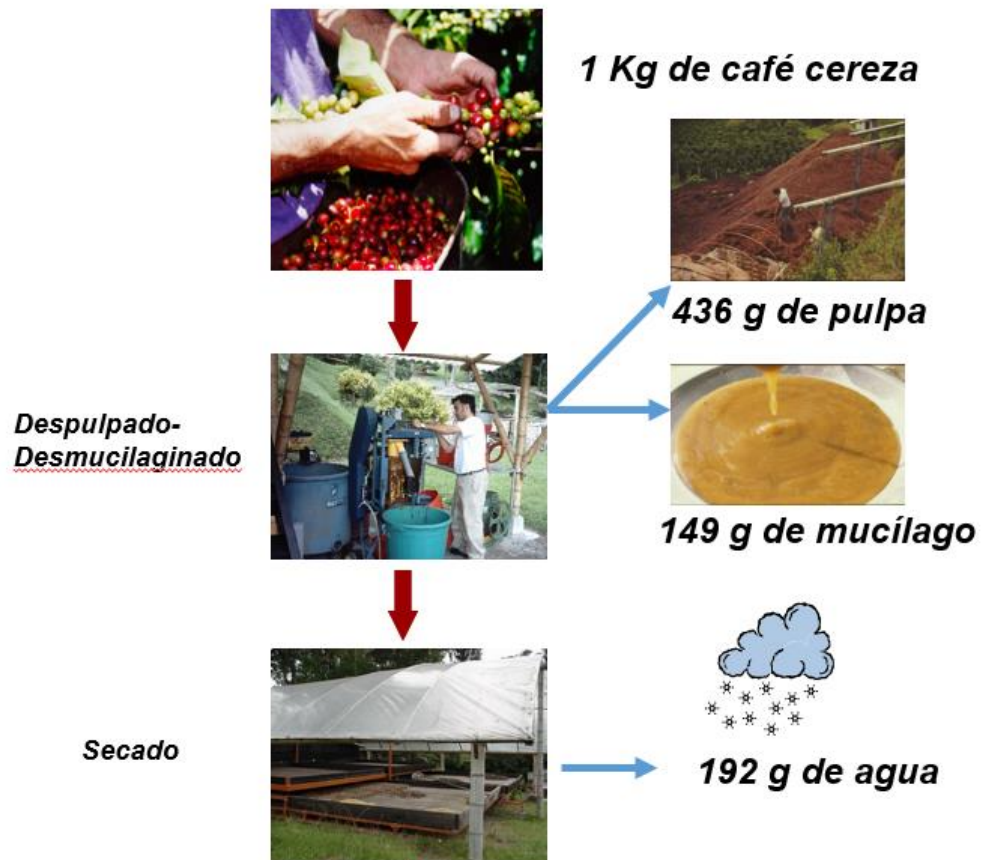 1 Kg de café cereza
436 g de pulpa
Despulpado-
Desmucilaginado
149 g de mucílago
Secado
192 g de agua